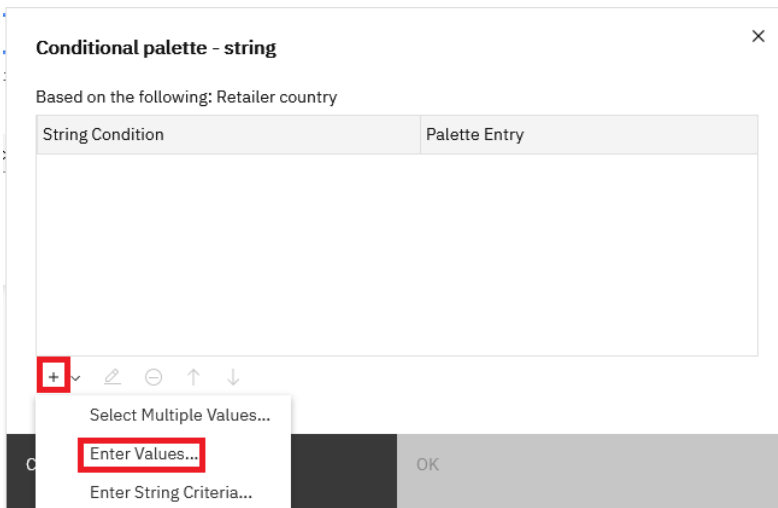 Conditional palette - string
Based on the following: Retailer country
String Condition
Palette Entry
Select Multiple Values...
Enter Values...
OK
Enter String Criteria...